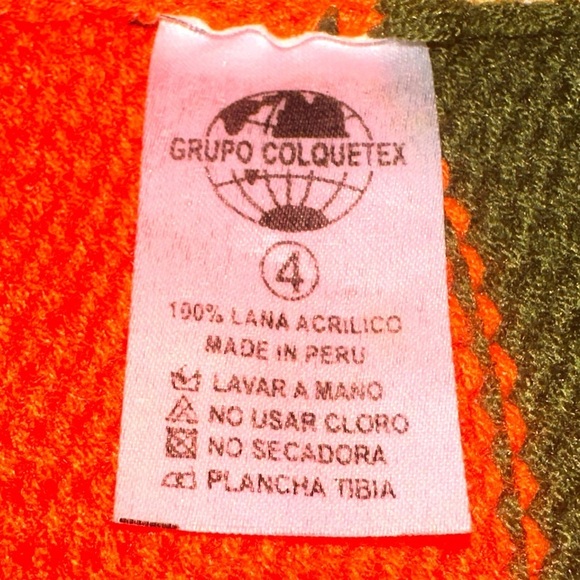 GRUPO COLQUETEX
4
100% LANA ACRILICO
MADE IN PERU
LAVAR A MANO
NO USAR CLORO
NO SECADORA
PLANCHA TIBIA